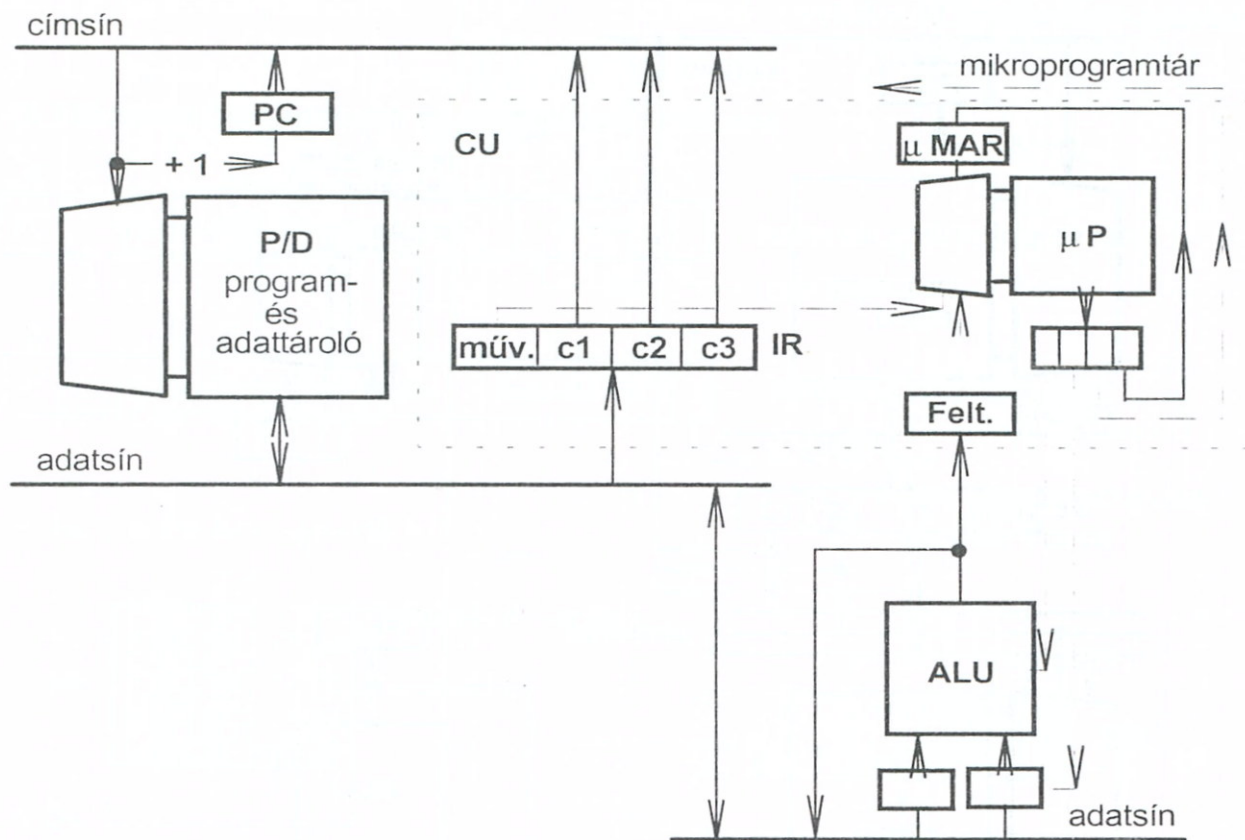 címsín
mikroprogramtár
PC
CU
μ MAR
+ 1
P/D
program-
és
adattároló
μ P
műv. c1 c2 c3 IR
Felt.
adatsín
ALU
adatsín